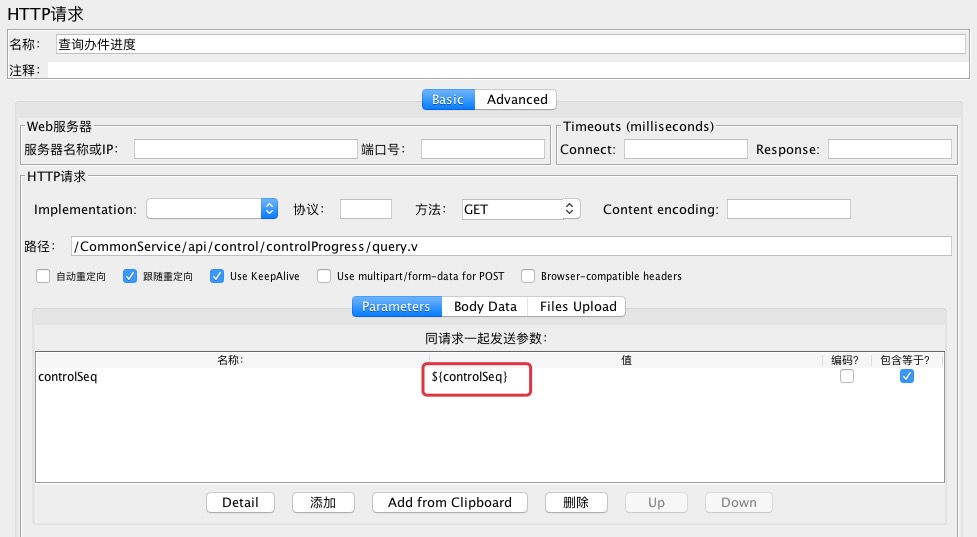 HTTP请求
名称： 查询办件进度
注释：
Basic Advanced
Web服务器 Timeouts (milliseconds)
服务器名称或IP： 端口号： Connect: Response:
HTTP请求
Implementation: 协议： 方法： GET Content encoding:
路径： /CommonService/api/control/controlProgress/query.v
自动重定向 跟随重定向 Use KeepAlive Use multipart/form-data for POST Browser-compatible headers
Parameters Body Data Files Upload
同请求一起发送参数：
名称： 值 编码? 包含等于?
controlSeq ${controlSeq}
Detail 添加 Add from Clipboard 删除 Up Down